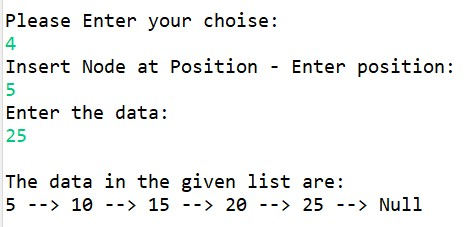 Please Enter your choise:
4
Insert Node at Position - Enter position:
5
Enter the data:
25
The data in the given list are:
5 --> 10 --> 15 --> 20 --> 25 --> Null